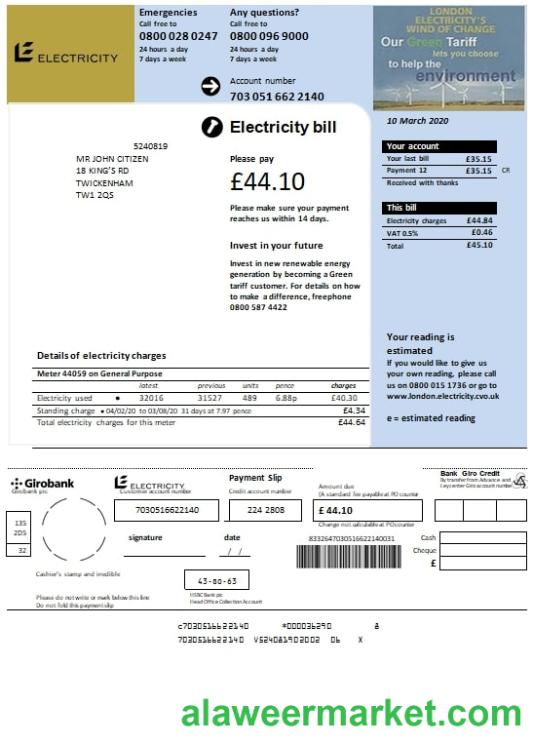 ELECTRICITY
Emergencies
Call free to
0800 028 0247
24 hours a day
7 days a week
Any questions?
Call free to
0800 096 9000
24 hours a day
7 days a week
Account number
703 051 662 2140
LONDON
ELECTRICITY'S
WIND OF CHANGE
Our Green Tariff
lets you choose
to help the
environment
5240819
MR JOHN CITIZEN
18 KING'S RD
TWICKENHAM
TW1 2QS
Electricity bill
Please pay
£44.10
Please make sure your payment
reaches us within 14 days.
Invest in your future
Invest in new renewable energy
generation by becoming a Green
tariff customer. For details on how
to make a difference, freephone
0800 587 4422
10 March 2020
Your account
Your last bill £35.15
Payment 12 £35.15 CR
Received with thanks
This bill
Electricity charges £44.84
VAT 0.5% £0.46
Total £45.10
Your reading is
estimated
If you would like to give us
your own reading, please call
us on 0800 015 1736 or go to
www.london.electricity.cvo.uk
e = estimated reading
Details of electricity charges
Meter 44059 on General Purpose
latest previous units pence charges
Electricity used • 32016 31527 489 6.88p £40.30
Standing charge • 04/02/20 to 03/08/20 31 days at 7.97 pence £4.34
Total electricity charges for this meter £44.64
Girobank
Girobank plc
ELECTRICITY
Customer account number
7030516622140
Payment Slip
Credit account number
224 2808
Amount due
(A standard fee payable at PO counter
£ 44.10
Change not calculable at PO counter
Bank Giro Credit
By transfer from Advance and
135
2DS
32
signature
date
/ /
8332647030516622140031
Cash
Cheque
£
Cashier's stamp and inedible
43-80-63
HSBC Bank plc
Head Office Collection Account
Please do not write or mark below this line
Do not fold this payment slip
c7030516622140 *000036290 8
7030516622140 V524081902002 06 X
alaweermarket.com